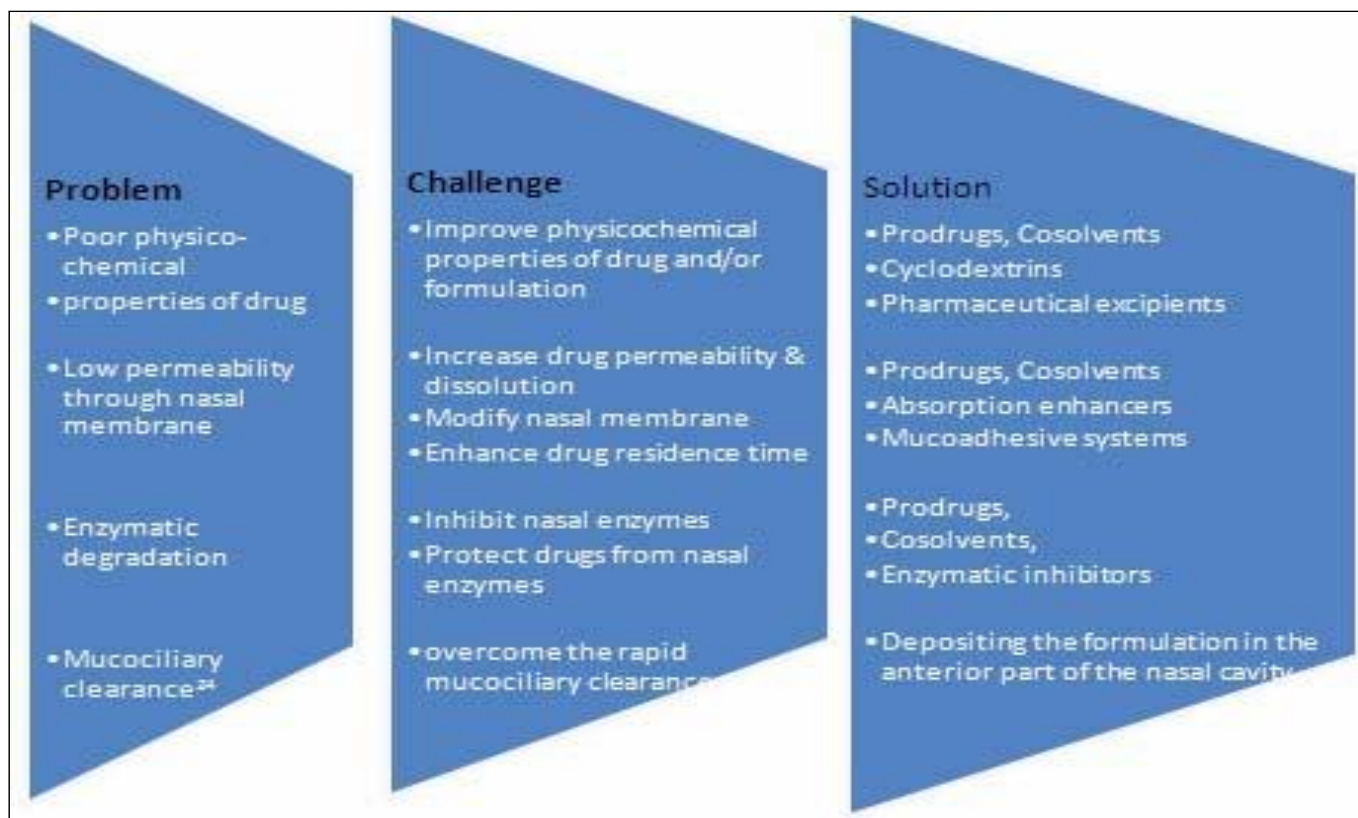 Problem
•Poor physico-
chemical
•properties of drug
•Low permeability
through nasal
membrane
•Enzymatic
degradation
•Mucociliary
clearance²⁴
Challenge
•Improve physicochemical
properties of drug and/or
formulation
•Increase drug permeability &
dissolution
•Modify nasal membrane
•Enhance drug residence time
•Inhibit nasal enzymes
•Protect drugs from nasal
enzymes
•overcome the rapid
mucociliary clearance
Solution
•Prodrugs, Cosolvents
•Cyclodextrins
•Pharmaceutical excipients
•Prodrugs, Cosolvents
•Absorption enhancers
•Mucoadhesive systems
•Prodrugs,
•Cosolvents,
•Enzymatic inhibitors
•Depositing the formulation in the
anterior part of the nasal cavity